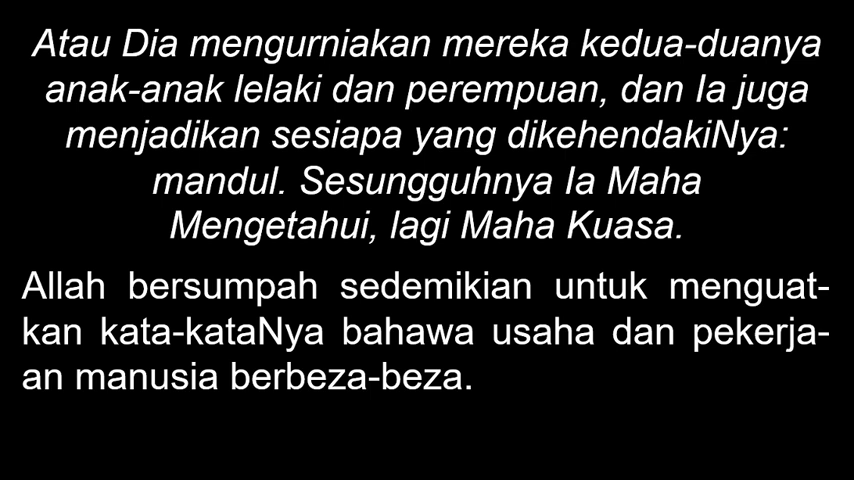 Atau Dia mengurniakan mereka kedua-duanya
anak-anak lelaki dan perempuan, dan Ia juga
menjadikan sesiapa yang dikehendakiNya:
mandul. Sesungguhnya Ia Maha
Mengetahui, lagi Maha Kuasa.
Allah bersumpah sedemikian untuk menguat-
kan kata-kataNya bahawa usaha dan pekerja-
an manusia berbeza-beza.